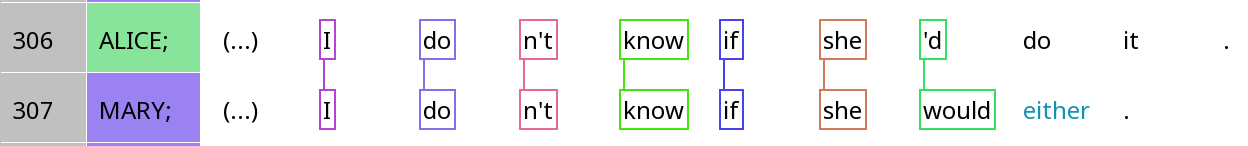 306 ALICE; (...) I do n't know if she 'd do it .
307 MARY; (...) I do n't know if she would either .